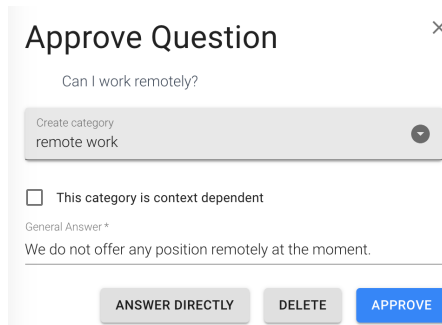 Approve Question
Can I work remotely?
Create category
remote work
This category is context dependent
General Answer *
We do not offer any position remotely at the moment.
ANSWER DIRECTLY DELETE APPROVE